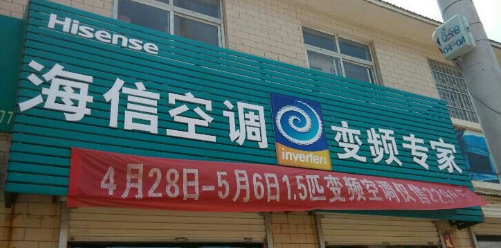 Hisense
海信空调
inverter
变频专家
4月28日-5月6日1.5匹变频空调仅售
77